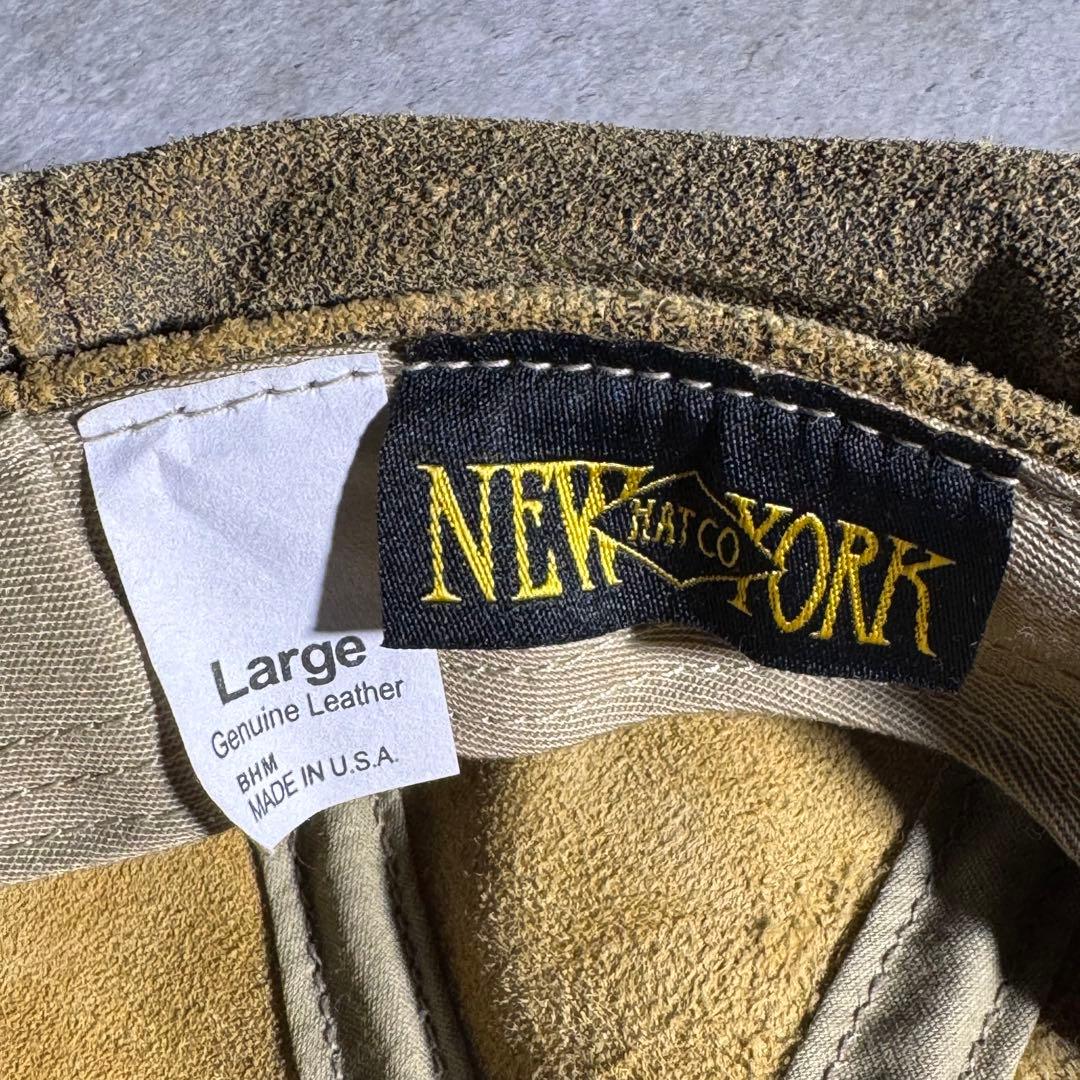 NEW HAT CO YORK
Large
Genuine Leather
BHM
MADE IN U.S.A.